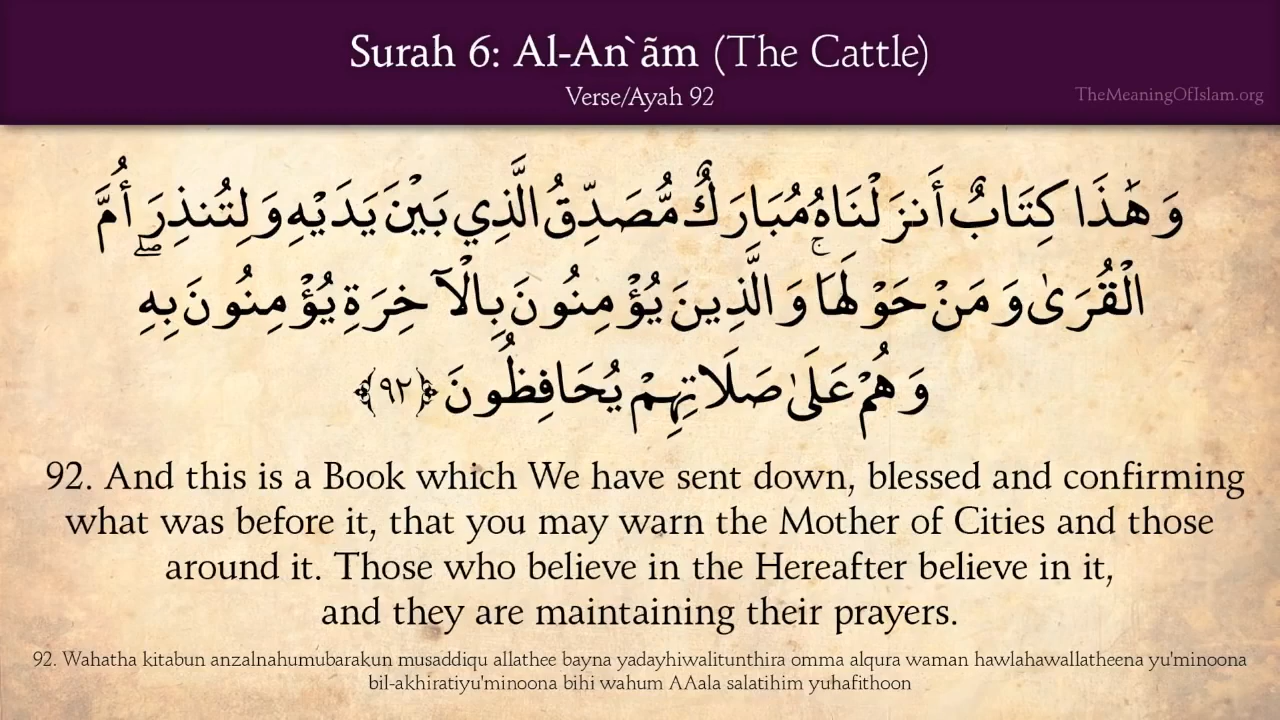 Surah 6: Al-An`ãm (The Cattle)
Verse/Ayah 92
TheMeaningOfIslam.org
وَهَٰذَا كِتَابٌ أَنزَلْنَاهُ مُبَارَكٌ مُّصَدِّقُ الَّذِي بَيْنَ يَدَيْهِ وَلِتُنذِرَ أُمَّ
الْقُرَىٰ وَمَنْ حَوْلَهَا ۚ وَالَّذِينَ يُؤْمِنُونَ بِالْآخِرَةِ يُؤْمِنُونَ بِهِ ۖ
وَهُمْ عَلَىٰ صَلَاتِهِمْ يُحَافِظُونَ ﴿٩٢﴾
92. And this is a Book which We have sent down, blessed and confirming
what was before it, that you may warn the Mother of Cities and those
around it. Those who believe in the Hereafter believe in it,
and they are maintaining their prayers.
92. Wahatha kitabun anzalnahumubarakun musaddiqu allathee bayna yadayhiwalitunthira omma alqura waman hawlahawallatheena yu'minoona
bil-akhiratiyu'minoona bihi wahum AAala salatihim yuhafithoon